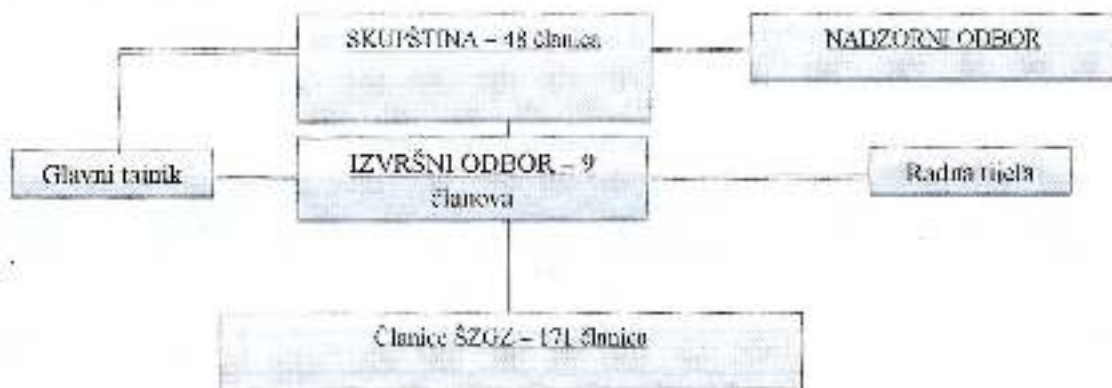 SKUPŠTINA – 48 članica
NADZORNI ODBOR
Glavni tajnik
IZVRŠNI ODBOR – 9
članova
Radna tijela
Članice ŠZGZ – 171 članica